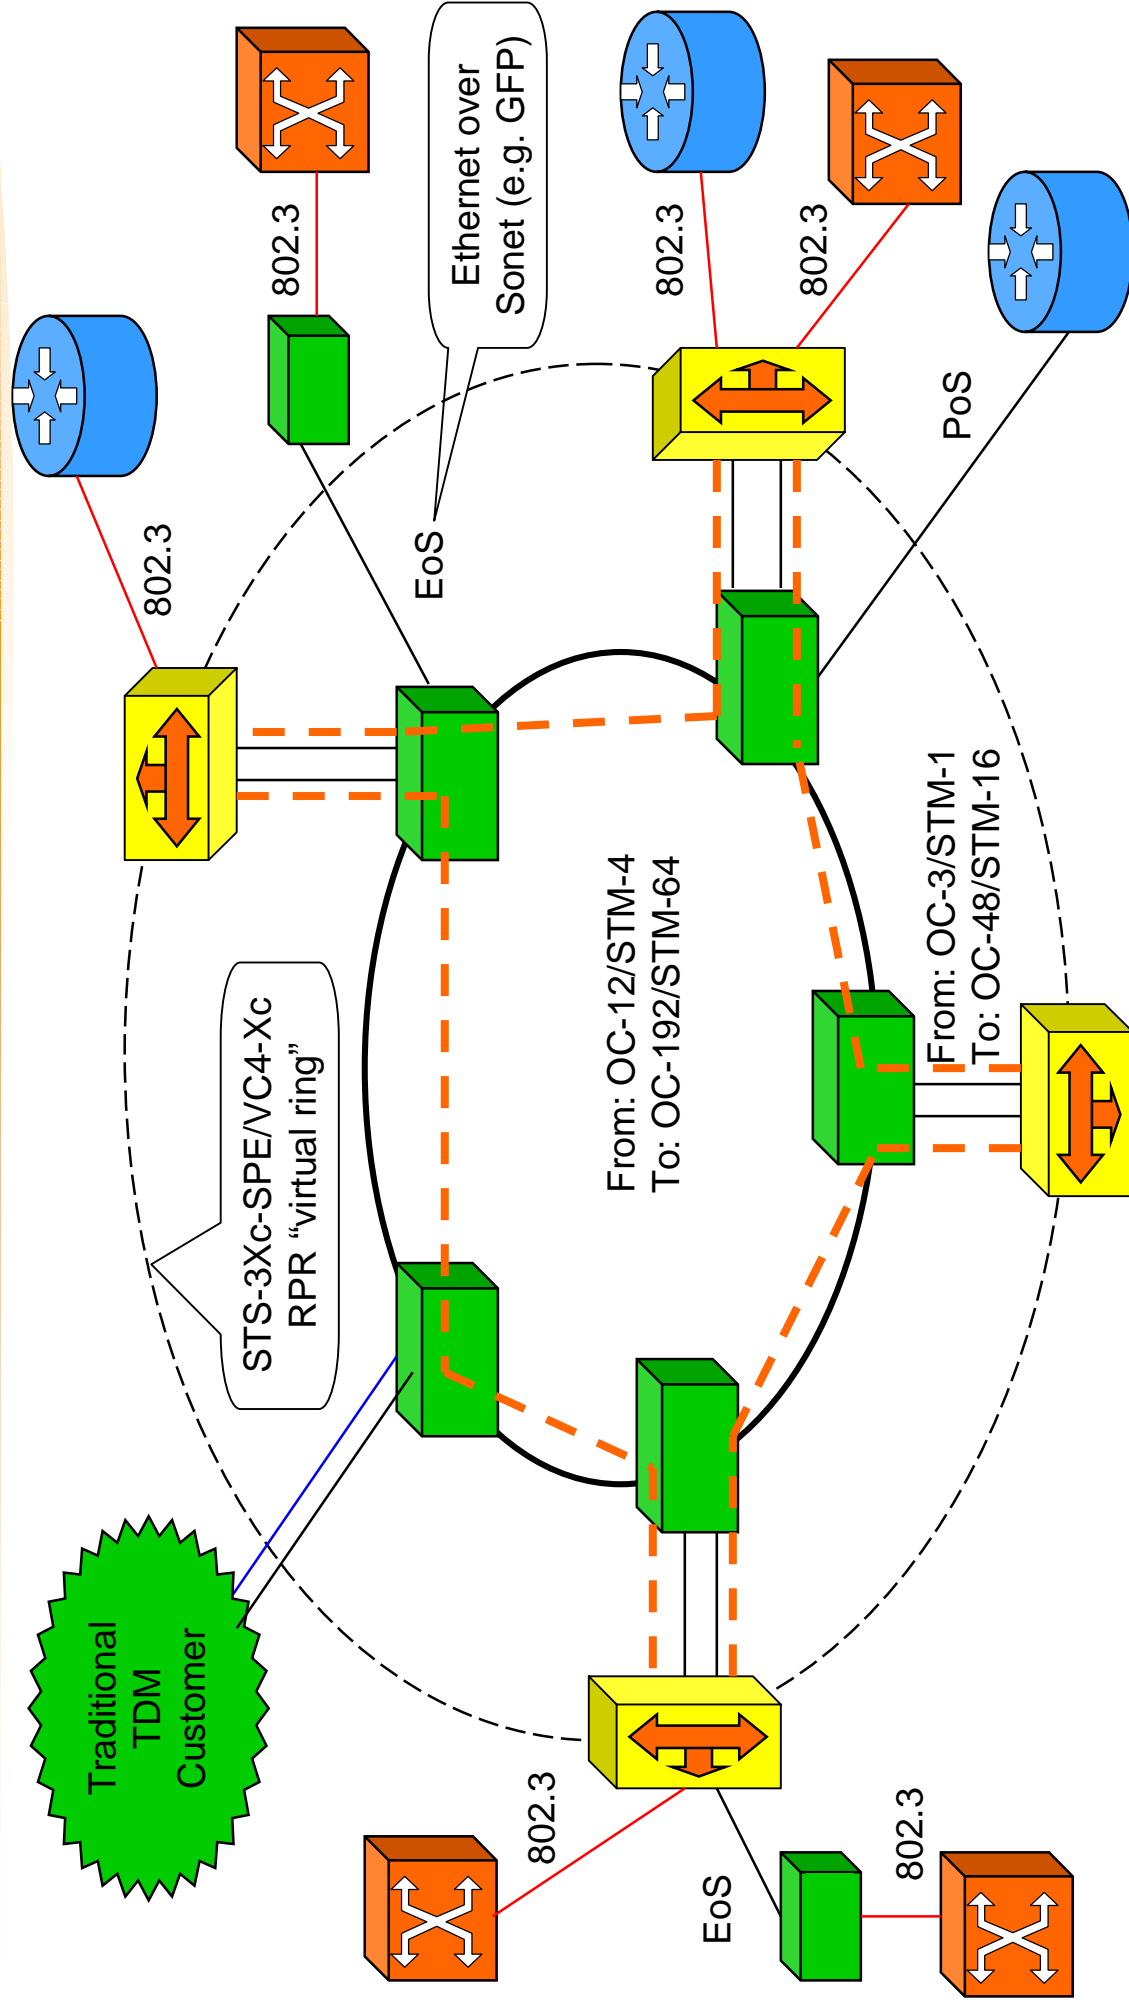 Traditional
TDM
Customer
802.3
802.3
STS-3Xc-SPE/VC4-Xc
RPR “virtual ring”
EoS
Ethernet over
Sonet (e.g. GFP)
802.3
From: OC-12/STM-4
To: OC-192/STM-64
802.3
802.3
EoS
802.3
From: OC-3/STM-1
To: OC-48/STM-16
PoS